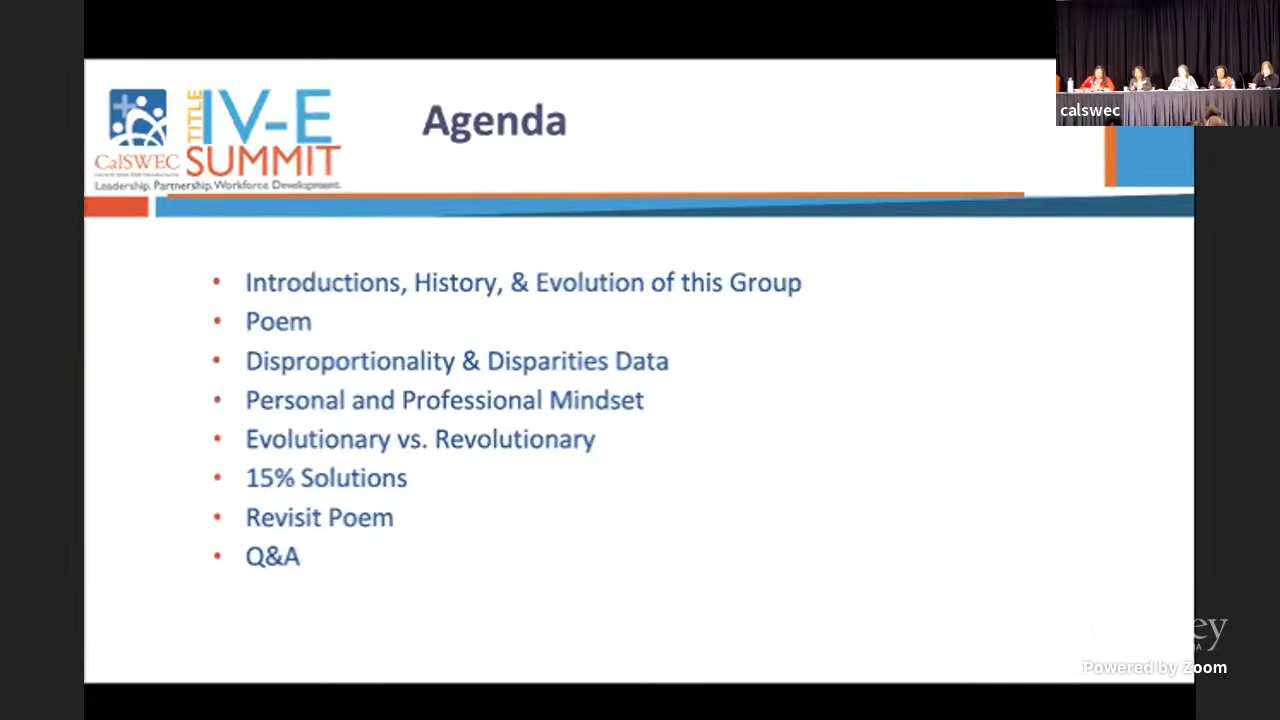 calswec
TITLE
IV-E
CalSWEC
SUMMIT
Leadership. Partnership. Workforce Development.
Agenda
• Introductions, History, & Evolution of this Group
• Poem
• Disproportionality & Disparities Data
• Personal and Professional Mindset
• Evolutionary vs. Revolutionary
• 15% Solutions
• Revisit Poem
• Q&A
Powered by Zoom